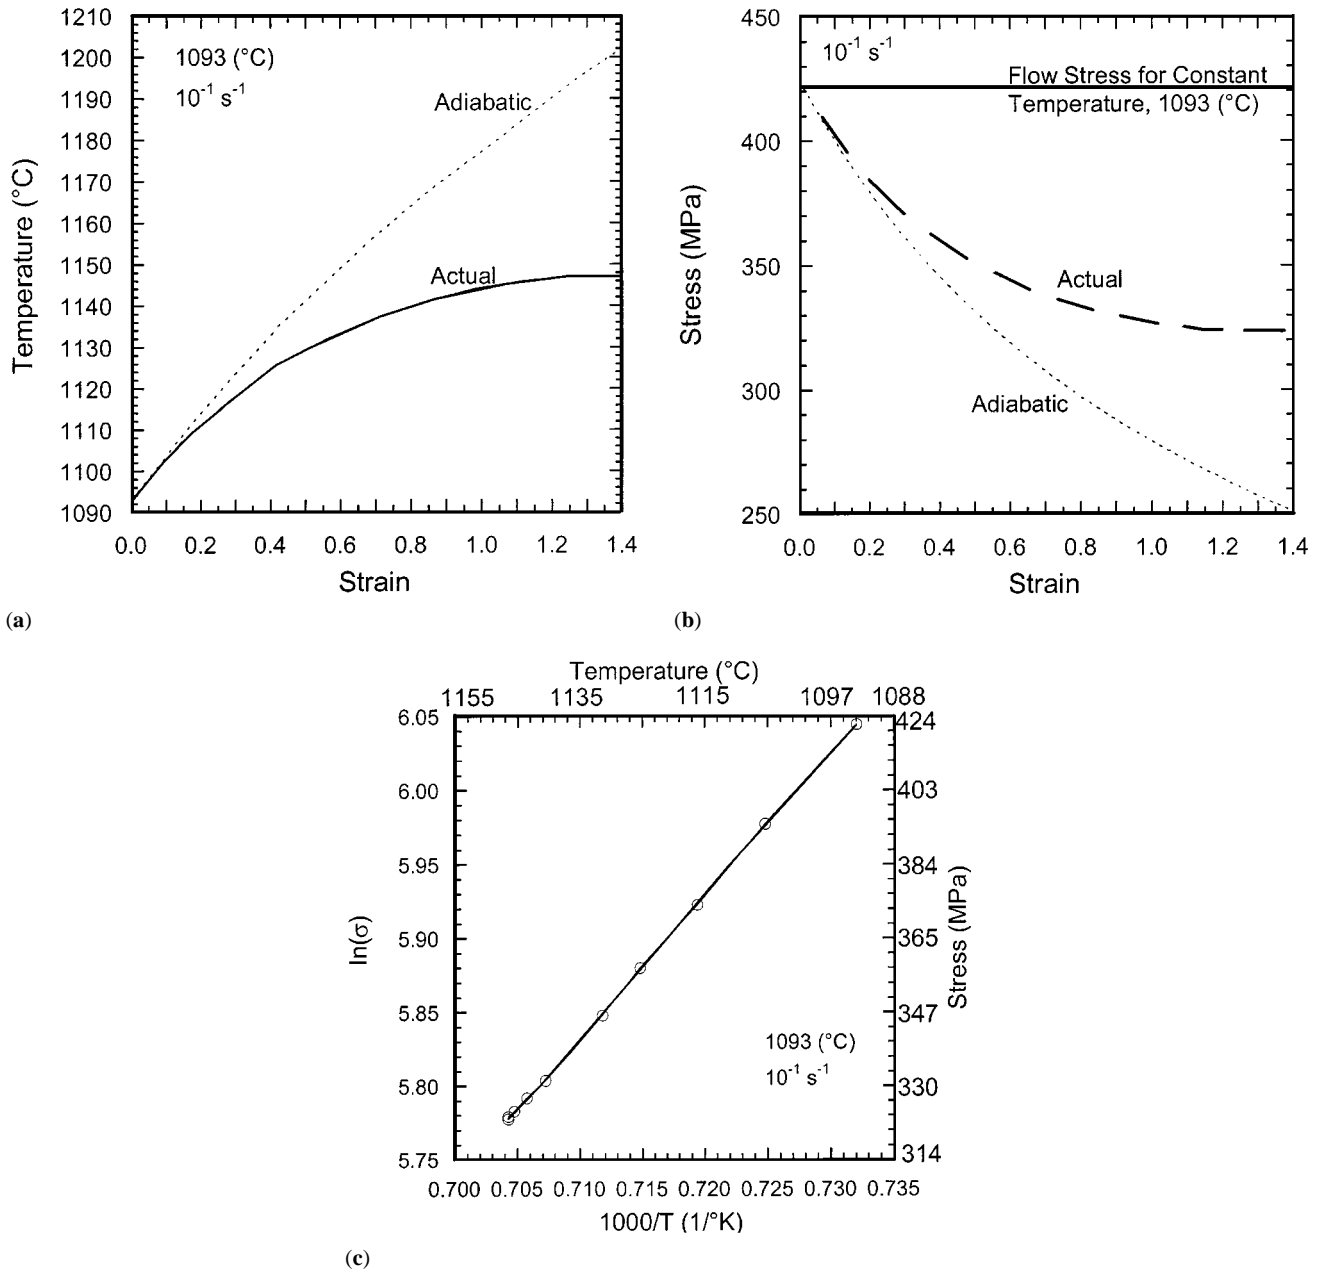 1210
1200
1190
1180
1170
1160
1150
1140
1130
1120
1110
1100
1090
Temperature (°C)
1093 (°C)
10⁻¹ s⁻¹
Adiabatic
Actual
0.0 0.2 0.4 0.6 0.8 1.0 1.2 1.4
Strain
(a)
450
400
350
300
250
Stress (MPa)
10⁻¹ s⁻¹
Flow Stress for Constant
Temperature, 1093 (°C)
Actual
Adiabatic
0.0 0.2 0.4 0.6 0.8 1.0 1.2 1.4
Strain
(b)
Temperature (°C)
1155 1135 1115 1097 1088
6.05
6.00
5.95
5.90
5.85
5.80
5.75
ln(σ)
424
403
384
365
347
330
314
Stress (MPa)
1093 (°C)
10⁻¹ s⁻¹
0.700 0.705 0.710 0.715 0.720 0.725 0.730 0.735
1000/T (1/°K)
(c)